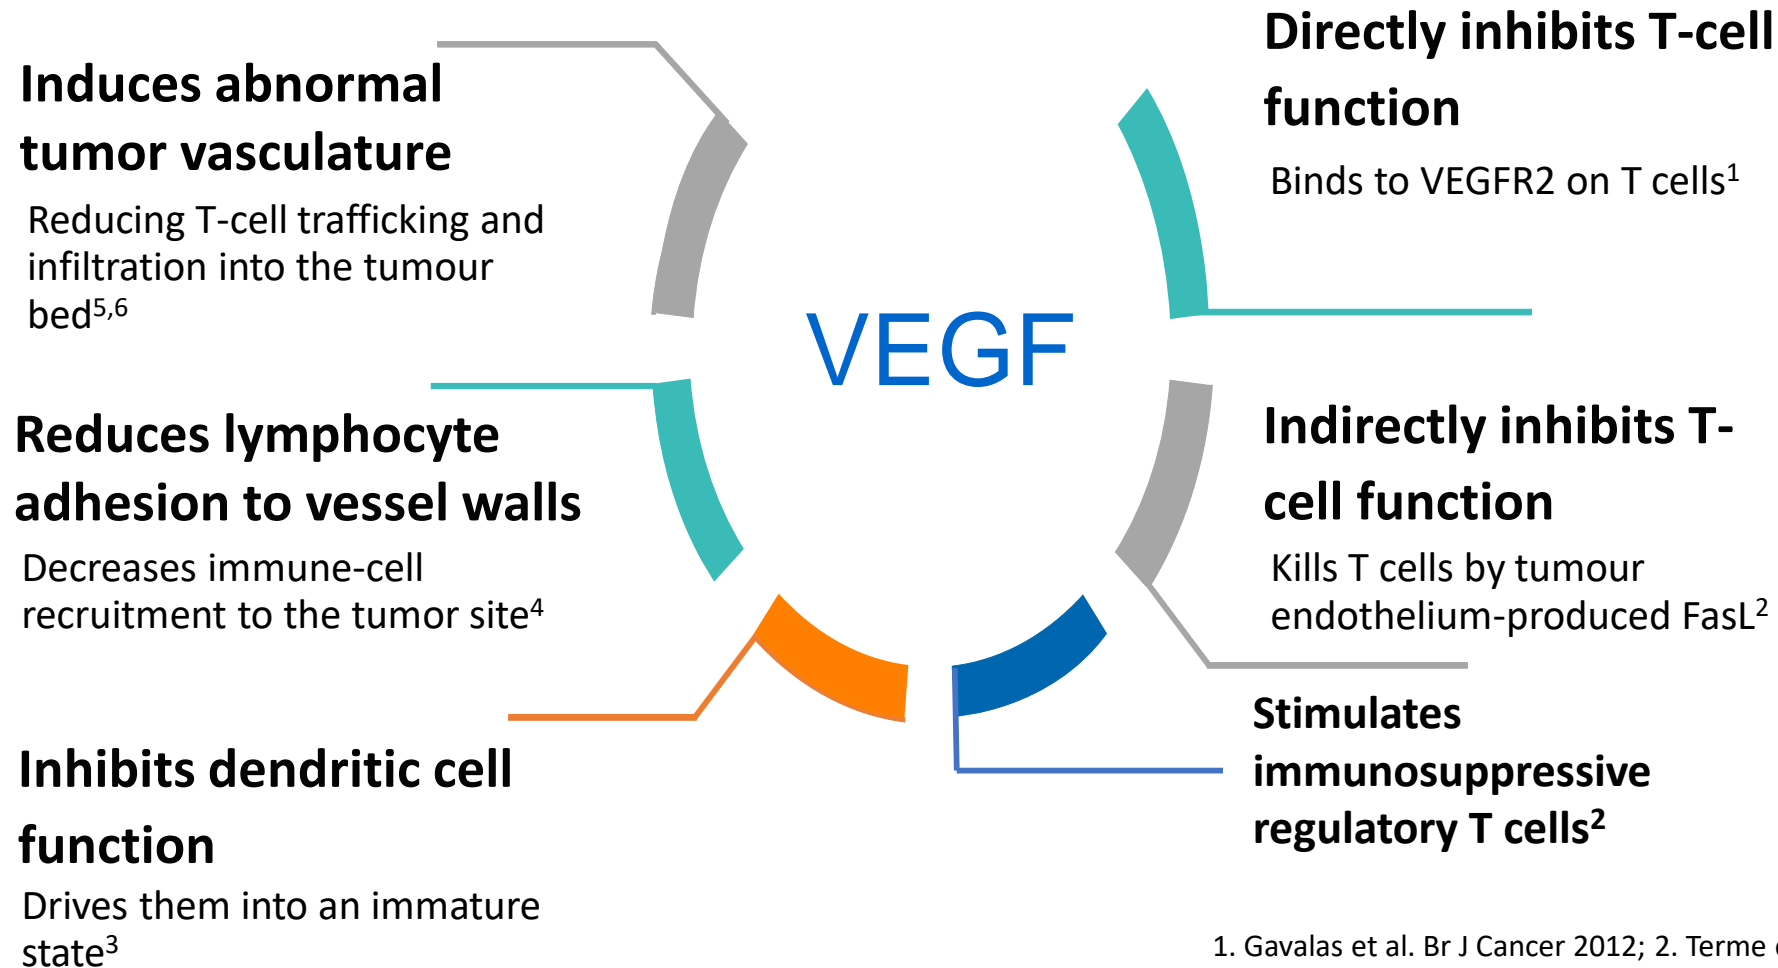 Induces abnormal
tumor vasculature
Reducing T-cell trafficking and
infiltration into the tumour
bed5,6
Reduces lymphocyte
adhesion to vessel walls
Decreases immune-cell
recruitment to the tumor site4
Inhibits dendritic cell
function
Drives them into an immature
state3
VEGF
Directly inhibits T-cell
function
Binds to VEGFR2 on T cells1
Indirectly inhibits T-
cell function
Kills T cells by tumour
endothelium-produced FasL2
Stimulates
immunosuppressive
regulatory T cells2
1. Gavalas et al. Br J Cancer 2012; 2. Terme